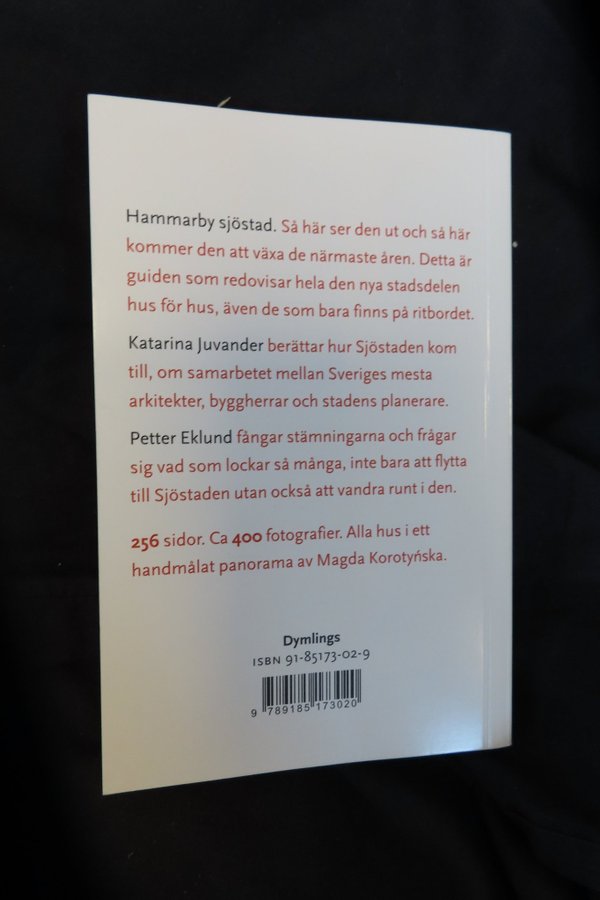 Hammarby sjöstad. Så här ser den ut och så här
kommer den att växa de närmaste åren. Detta är
guiden som redovisar hela den nya stadsdelen
hus för hus, även de som bara finns på ritbordet.
Katarina Juvander berättar hur Sjöstaden kom
till, om samarbetet mellan Sveriges mesta
arkitekter, byggherrar och stadens planerare.
Petter Eklund fångar stämningarna och frågar
sig vad som lockar så många, inte bara att flytta
till Sjöstaden utan också att vandra runt i den.
256 sidor. Ca 400 fotografier. Alla hus i ett
handmålat panorama av Magda Korotyńska.
Dymlings
ISBN 91-85173-02-9
9 789185 173020